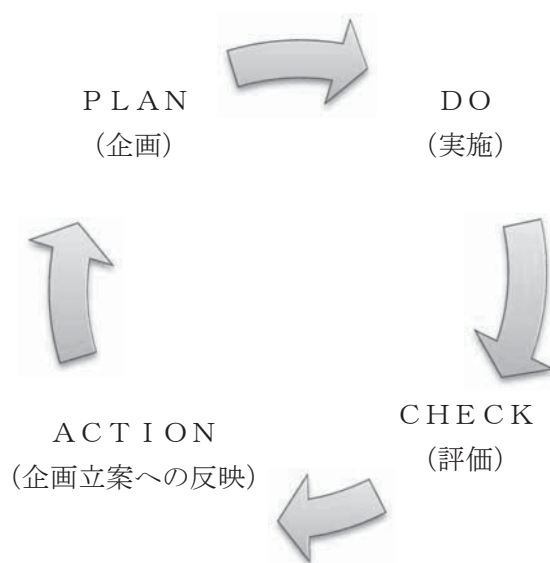 ＰＬＡＮ
（企画）
ＤＯ
（実施）
ＣＨＥＣＫ
（評価）
ＡＣＴＩＯＮ
（企画立案への反映）